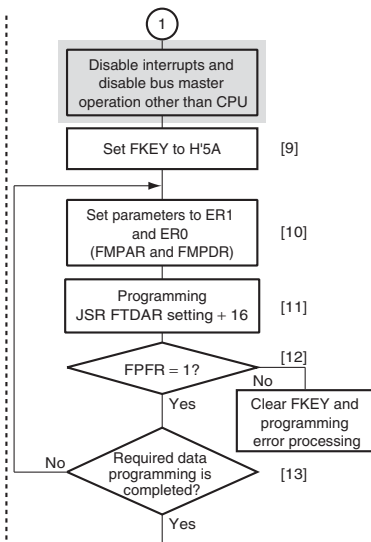 1
Disable interrupts and
disable bus master
operation other than CPU
Set FKEY to H'5A
[9]
Set parameters to ER1
and ER0
(FMPAR and FMPDR)
[10]
Programming
JSR FTDAR setting + 16
[11]
FPFR = 1?
[12]
No
Yes
Clear FKEY and
programming
error processing
Required data
programming is
completed?
[13]
No
Yes